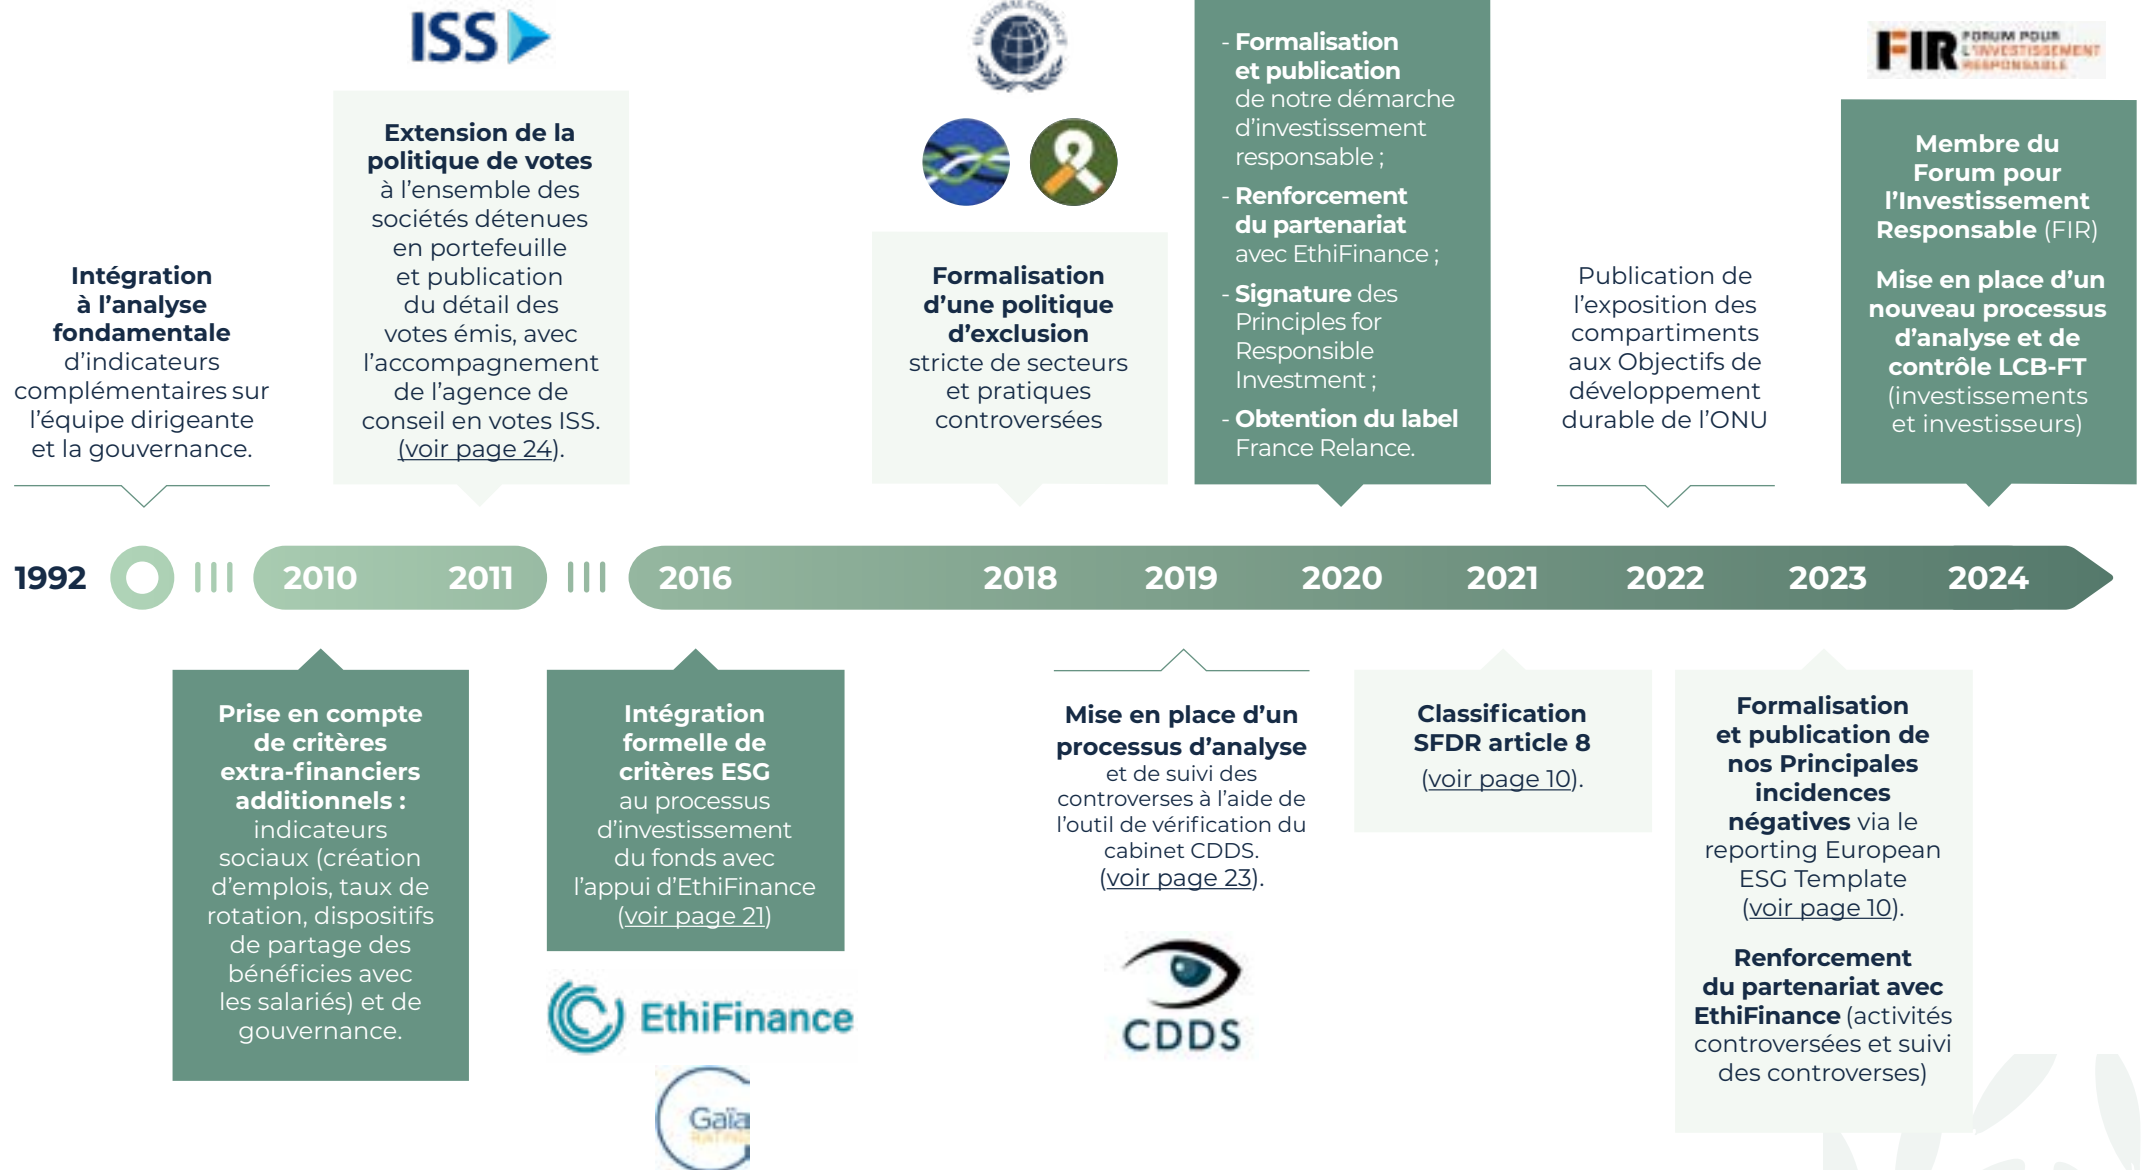 ISS
UN GLOBAL COMPACT
FIR FORUM POUR
L'INVESTISSEMENT
RESPONSABLE
Intégration
à l’analyse
fondamentale
d’indicateurs
complémentaires sur
l’équipe dirigeante
et la gouvernance.
Extension de la
politique de votes
à l’ensemble des
sociétés détenues
en portefeuille
et publication
du détail des
votes émis, avec
l’accompagnement
de l’agence de
conseil en votes ISS.
(voir page 24).
Formalisation
d’une politique
d’exclusion
stricte de secteurs
et pratiques
controversées
- Formalisation
et publication
de notre démarche
d’investissement
responsable ;
- Renforcement
du partenariat
avec EthiFinance ;
- Signature des
Principles for
Responsible
Investment ;
- Obtention du label
France Relance.
Publication de
l’exposition des
compartiments
aux Objectifs de
développement
durable de l’ONU
Membre du
Forum pour
l’Investissement
Responsable (FIR)
Mise en place d’un
nouveau processus
d’analyse et de
contrôle LCB-FT
(investissements
et investisseurs)
1992 2010 2011 2016 2018 2019 2020 2021 2022 2023 2024
Prise en compte
de critères
extra-financiers
additionnels :
indicateurs
sociaux (création
d’emplois, taux de
rotation, dispositifs
de partage des
bénéficies avec
les salariés) et de
gouvernance.
Intégration
formelle de
critères ESG
au processus
d’investissement
du fonds avec
l’appui d’EthiFinance
(voir page 21)
EthiFinance
Gaïa
Mise en place d’un
processus d’analyse
et de suivi des
controverses à l’aide de
l’outil de vérification du
cabinet CDDS.
(voir page 23).
CDDS
Classification
SFDR article 8
(voir page 10).
Formalisation
et publication de
nos Principales
incidences
négatives via le
reporting European
ESG Template
(voir page 10).
Renforcement
du partenariat avec
EthiFinance (activités
controversées et suivi
des controverses)